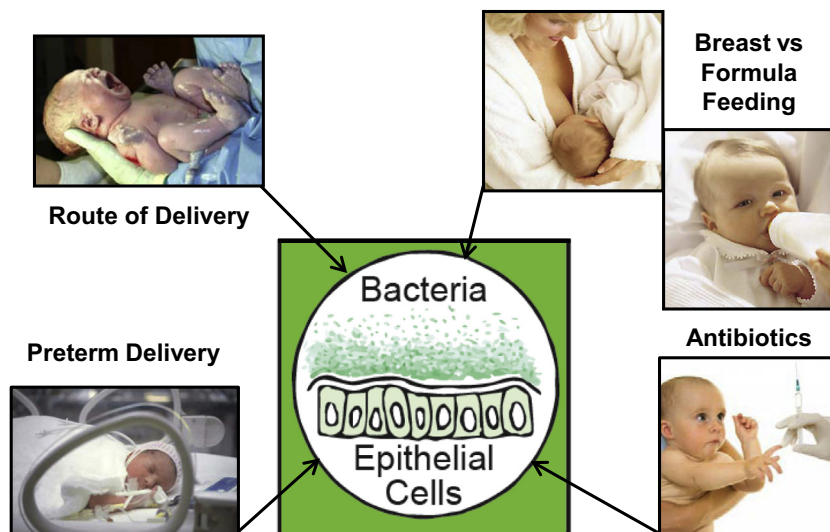 Breast vs
Formula
Feeding
Route of Delivery
Bacteria
Preterm Delivery
Antibiotics
Epithelial
Cells